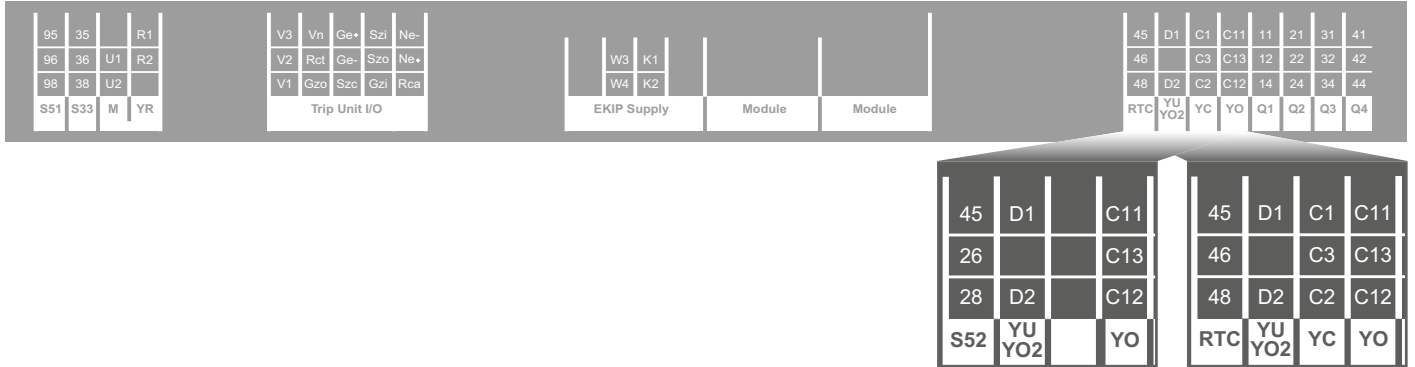 95 35 R1 V3 Vn Ge+ Szi Ne- 45 D1 C1 C11 11 21 31 41
96 36 U1 R2 V2 Rct Ge- Szo Ne+ W3 K1 46 C3 C13 12 22 32 42
98 38 U2 V1 Gzo Szc Gzi Rca W4 K2 48 D2 C2 C12 14 24 34 44
S51 S33 M YR Trip Unit I/O EKIP Supply Module Module RTC YU YC YO Q1 Q2 Q3 Q4
YO2
45 D1 C11 45 D1 C1 C11
26 C13 46 C3 C13
28 D2 C12 48 D2 C2 C12
S52 YU YO RTC YU YC YO
YO2 YO2